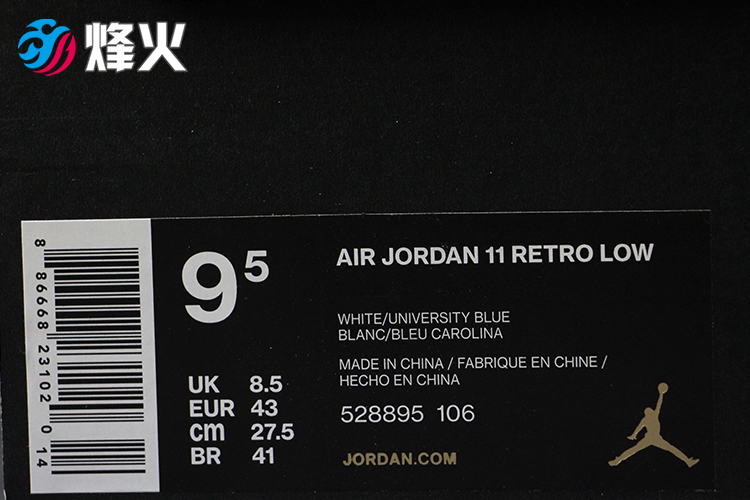 烽火
8 86668 23102 0 14
9⁵
UK 8.5
EUR 43
cm 27.5
BR 41
AIR JORDAN 11 RETRO LOW
WHITE/UNIVERSITY BLUE
BLANC/BLEU CAROLINA
MADE IN CHINA / FABRIQUE EN CHINE /
HECHO EN CHINA
528895 106
JORDAN.COM